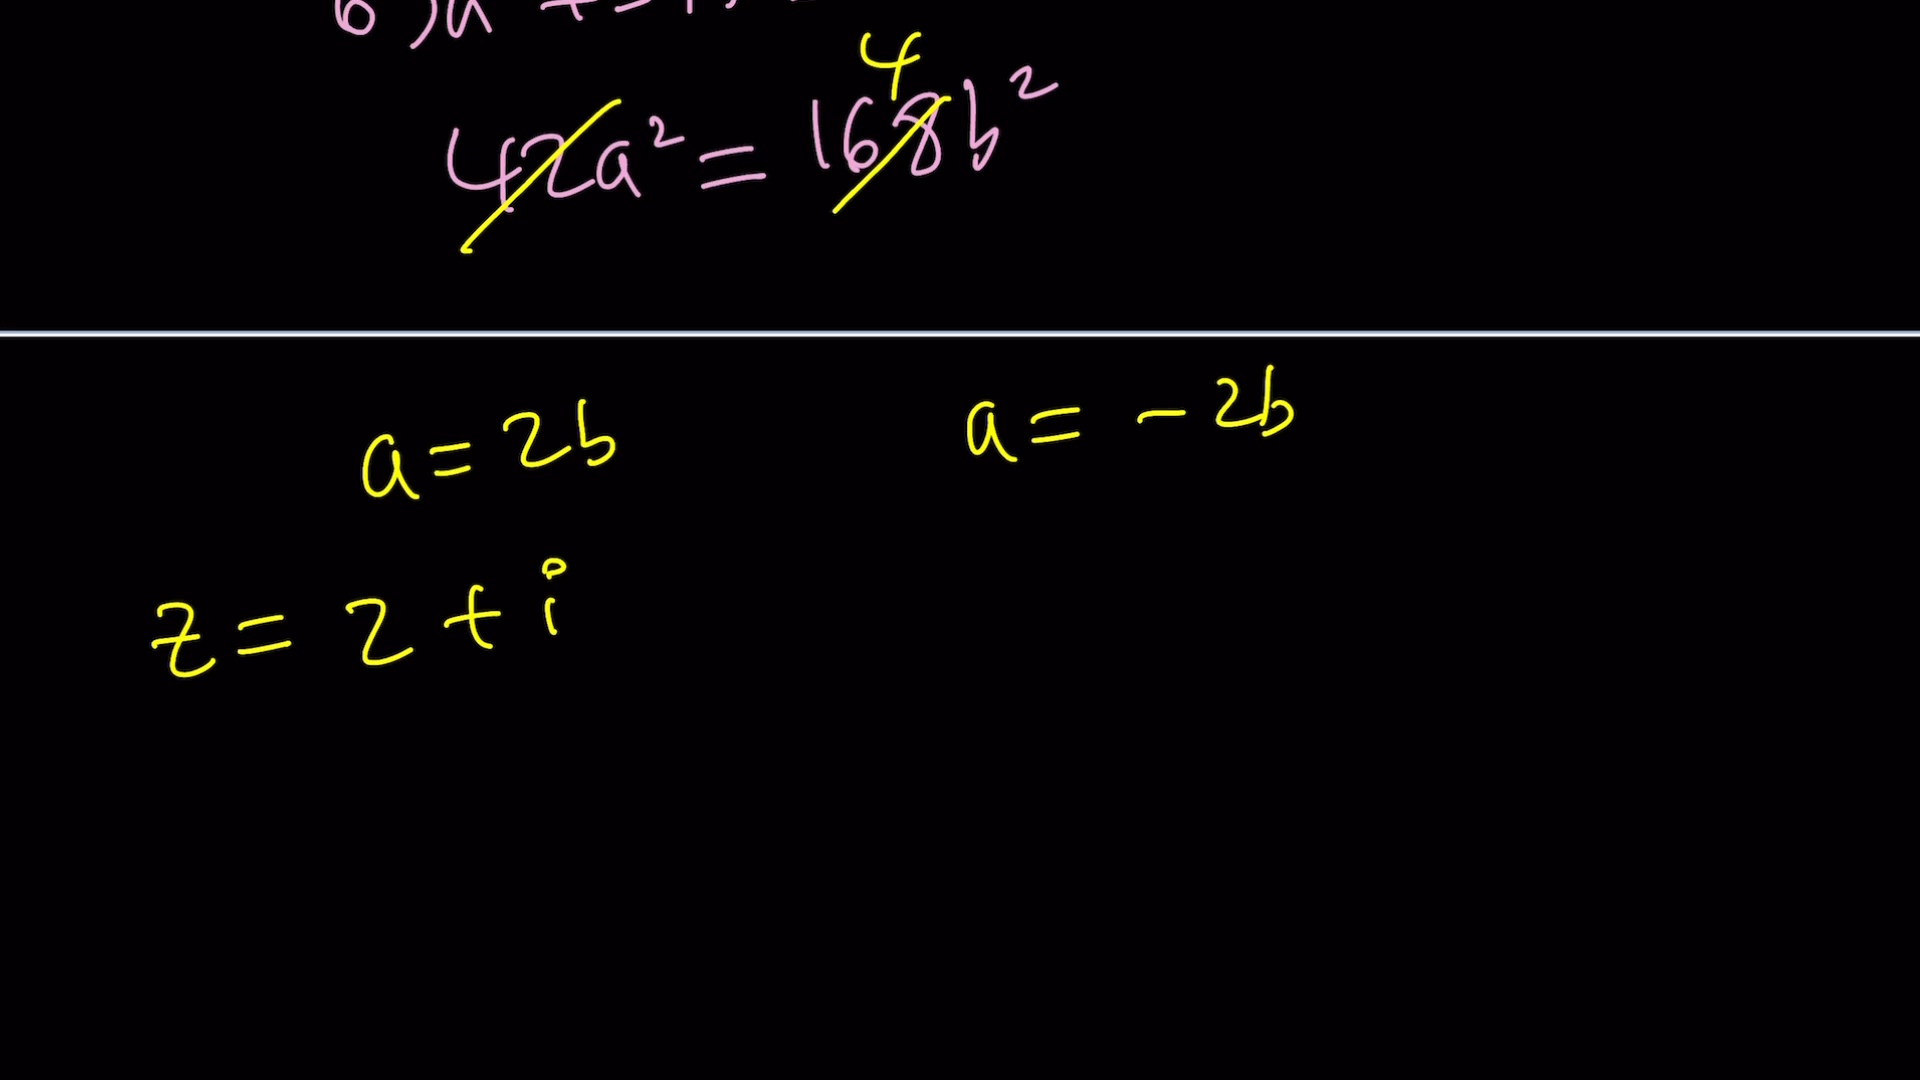 4
42a² = 168b²
a = 2b
a = - 2b
z = 2 + i